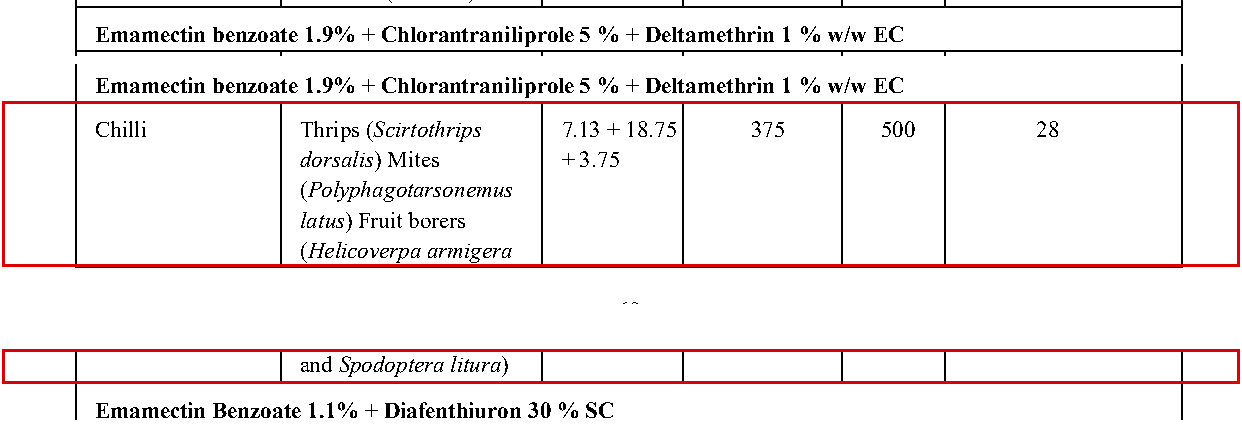 Emamectin benzoate 1.9% + Chlorantraniliprole 5 % + Deltamethrin 1 % w/w EC
Emamectin benzoate 1.9% + Chlorantraniliprole 5 % + Deltamethrin 1 % w/w EC
Chilli Thrips (Scirtothrips 7.13 + 18.75 375 500 28
dorsalis) Mites + 3.75
(Polyphagotarsonemus
latus) Fruit borers
(Helicoverpa armigera
and Spodoptera litura)
Emamectin Benzoate 1.1% + Diafenthiuron 30 % SC